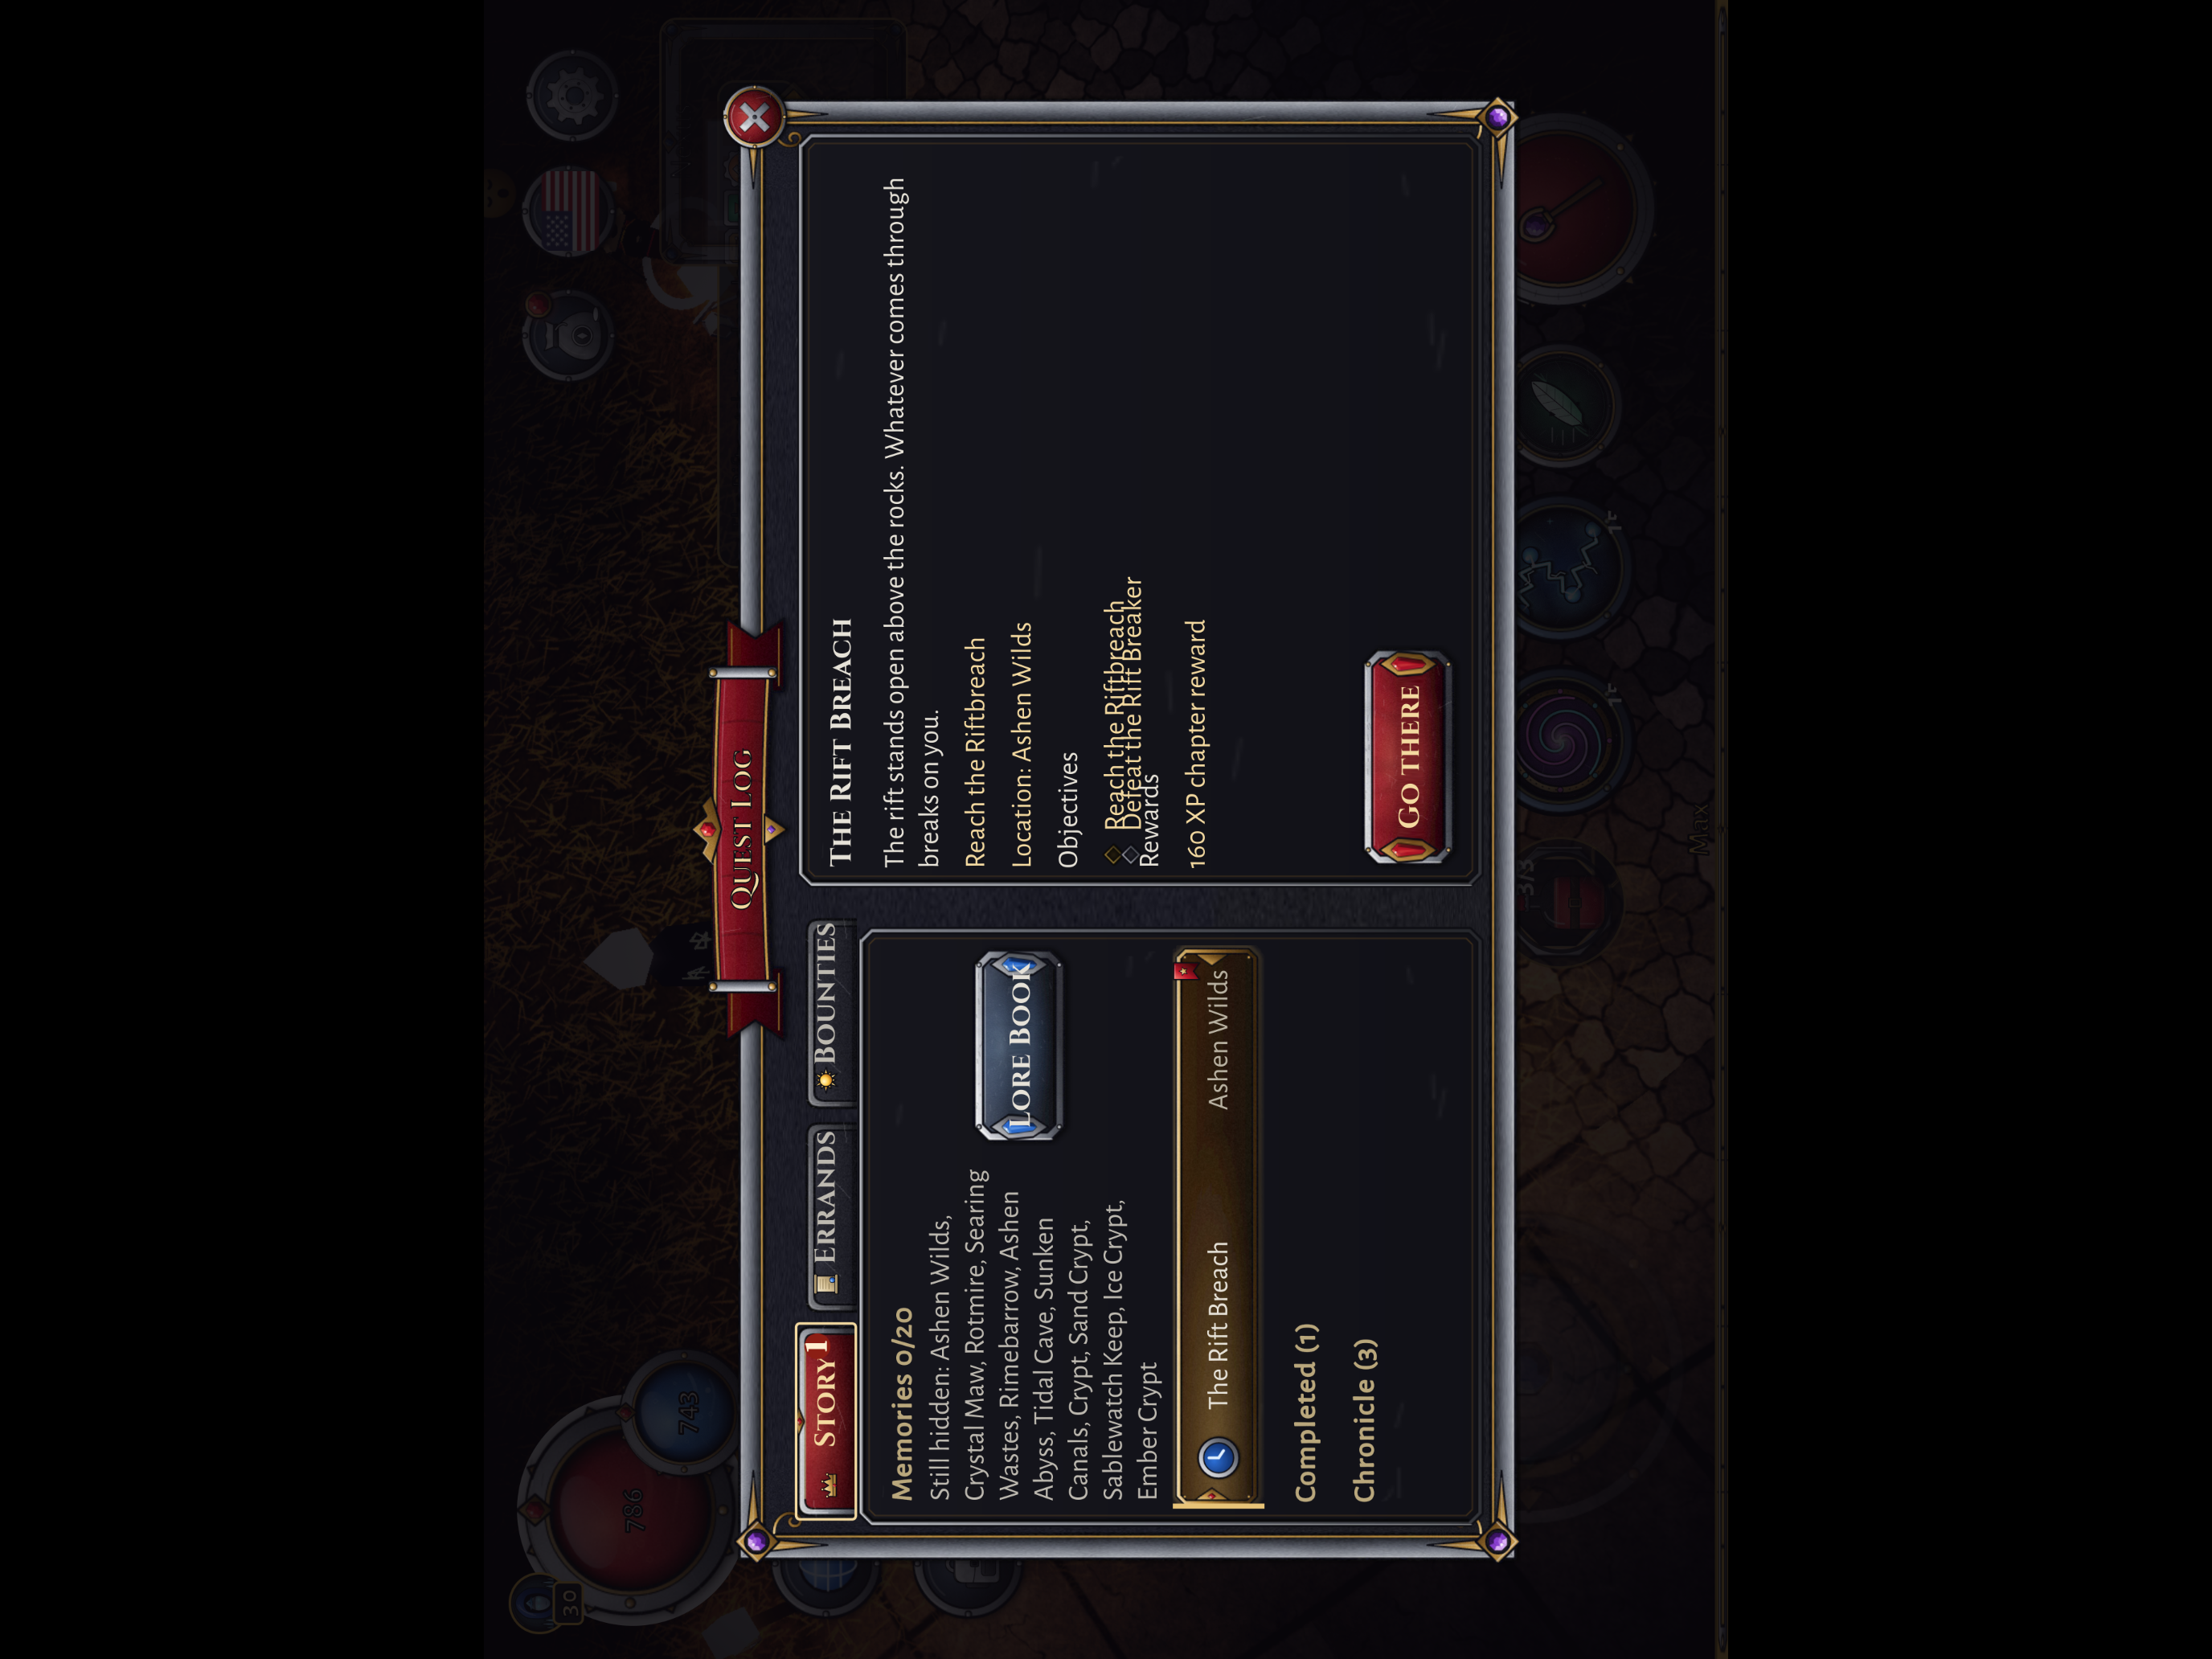 QUEST LOG
STORY 1
ERRANDS
BOUNTIES
Memories 0/20
Still hidden: Ashen Wilds,
Crystal Maw, Rotmire, Searing
Wastes, Rimebarrow, Ashen
Abyss, Tidal Cave, Sunken
Canals, Crypt, Sand Crypt,
Sablewatch Keep, Ice Crypt,
Ember Crypt
LORE BOOK
The Rift Breach
Ashen Wilds
Completed (1)
Chronicle (3)
THE RIFT BREACH
The rift stands open above the rocks. Whatever comes through
breaks on you.
Reach the Riftbreach
Location: Ashen Wilds
Objectives
Reach the Riftbreach
Defeat the Rift Breaker
Rewards
160 XP chapter reward
GO THERE
30
786
743
3/3
Max